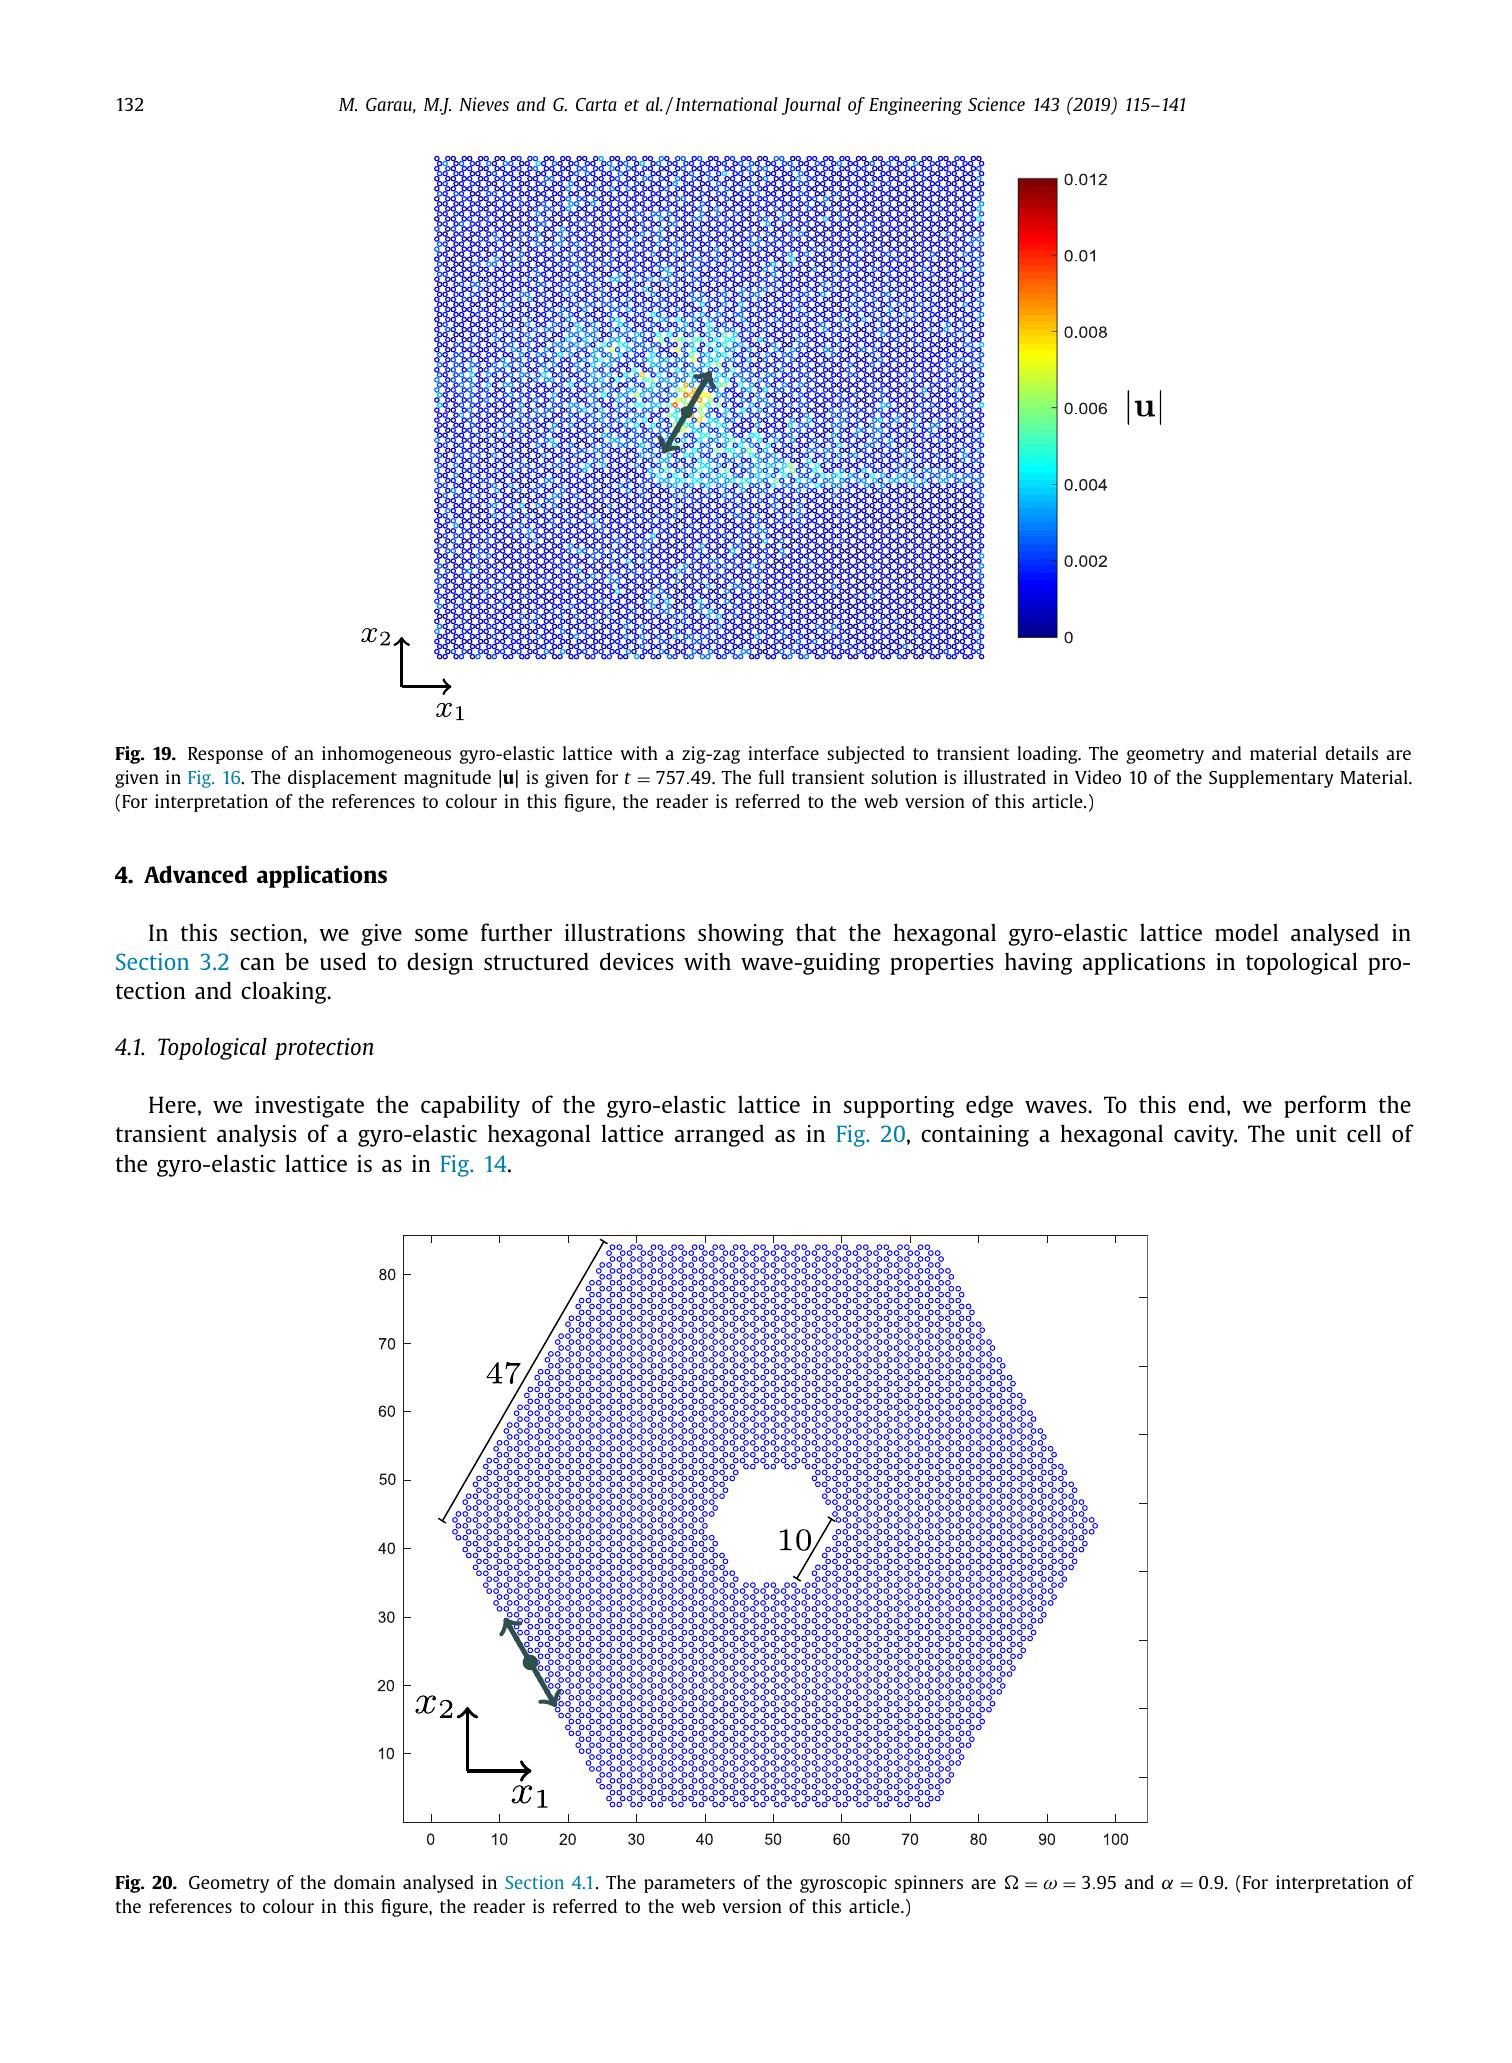 132
M. Garau, M.J. Nieves and G. Carta et al. / International Journal of Engineering Science 143 (2019) 115–141
0.012
0.01
0.008
0.006
|u|
0.004
0.002
0
x2
x1
Fig. 19. Response of an inhomogeneous gyro-elastic lattice with a zig-zag interface subjected to transient loading. The geometry and material details are
given in Fig. 16. The displacement magnitude |u| is given for t = 757.49. The full transient solution is illustrated in Video 10 of the Supplementary Material.
(For interpretation of the references to colour in this figure, the reader is referred to the web version of this article.)
4. Advanced applications
In this section, we give some further illustrations showing that the hexagonal gyro-elastic lattice model analysed in
Section 3.2 can be used to design structured devices with wave-guiding properties having applications in topological pro-
tection and cloaking.
4.1. Topological protection
Here, we investigate the capability of the gyro-elastic lattice in supporting edge waves. To this end, we perform the
transient analysis of a gyro-elastic hexagonal lattice arranged as in Fig. 20, containing a hexagonal cavity. The unit cell of
the gyro-elastic lattice is as in Fig. 14.
80
70
47
60
50
10
40
30
20
x2
10
x1
0 10 20 30 40 50 60 70 80 90 100
Fig. 20. Geometry of the domain analysed in Section 4.1. The parameters of the gyroscopic spinners are Ω = ω = 3.95 and α = 0.9. (For interpretation of
the references to colour in this figure, the reader is referred to the web version of this article.)